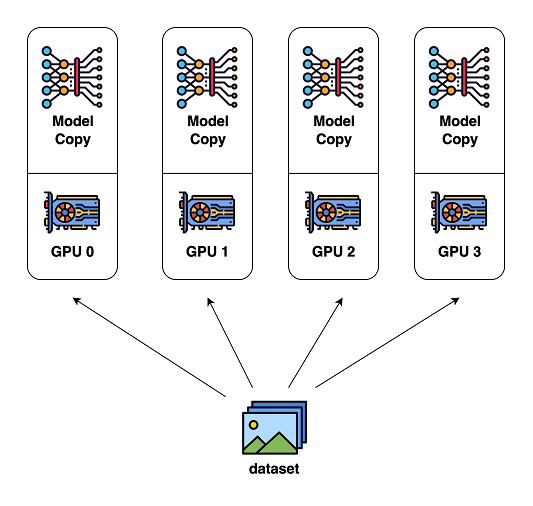 Model
Copy
GPU 0
Model
Copy
GPU 1
Model
Copy
GPU 2
Model
Copy
GPU 3
dataset